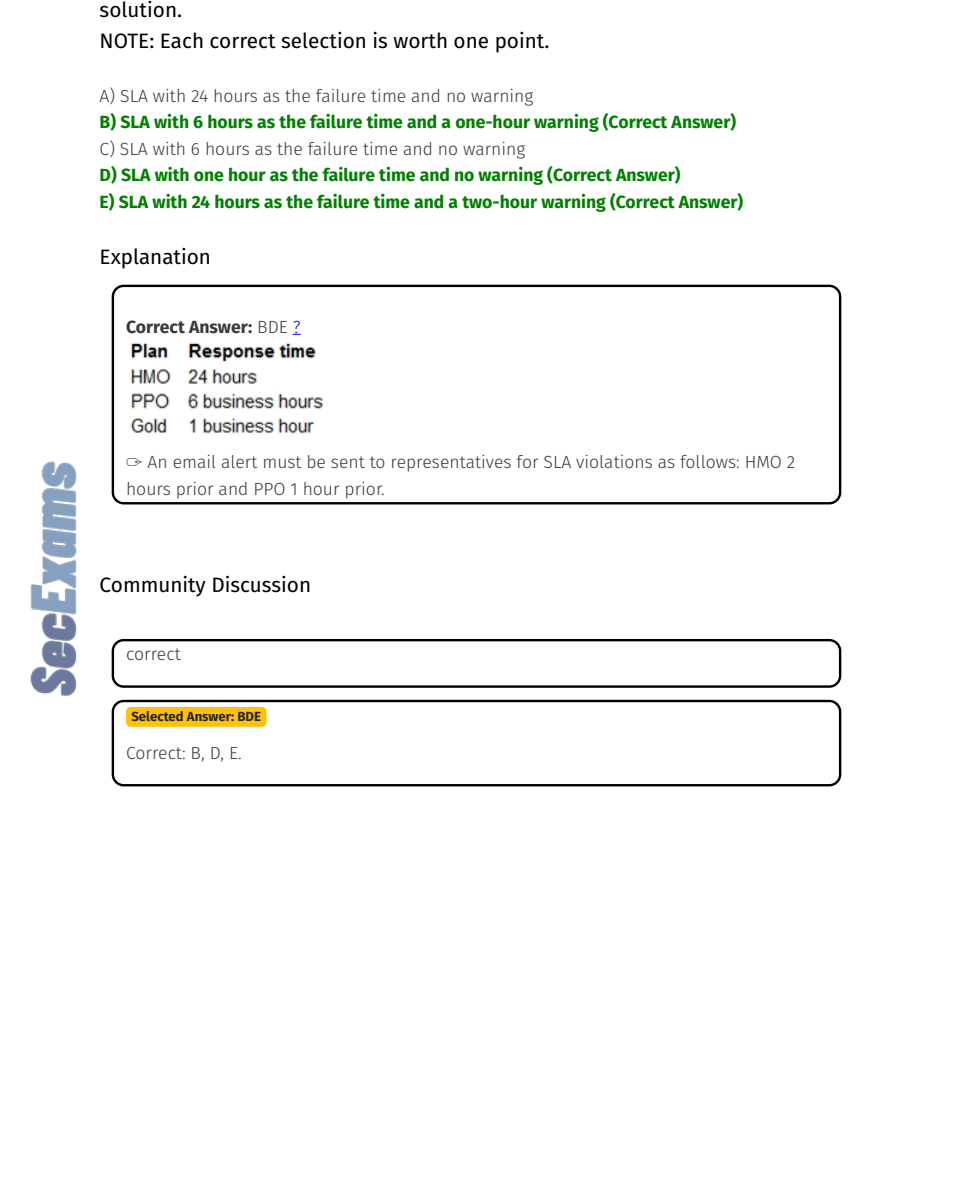 solution.
NOTE: Each correct selection is worth one point.
A) SLA with 24 hours as the failure time and no warning
B) SLA with 6 hours as the failure time and a one-hour warning (Correct Answer)
C) SLA with 6 hours as the failure time and no warning
D) SLA with one hour as the failure time and no warning (Correct Answer)
E) SLA with 24 hours as the failure time and a two-hour warning (Correct Answer)
Explanation
Correct Answer: BDE ?
Plan Response time
HMO 24 hours
PPO 6 business hours
Gold 1 business hour
☞ An email alert must be sent to representatives for SLA violations as follows: HMO 2
hours prior and PPO 1 hour prior.
SecExams
Community Discussion
correct
Selected Answer: BDE
Correct: B, D, E.